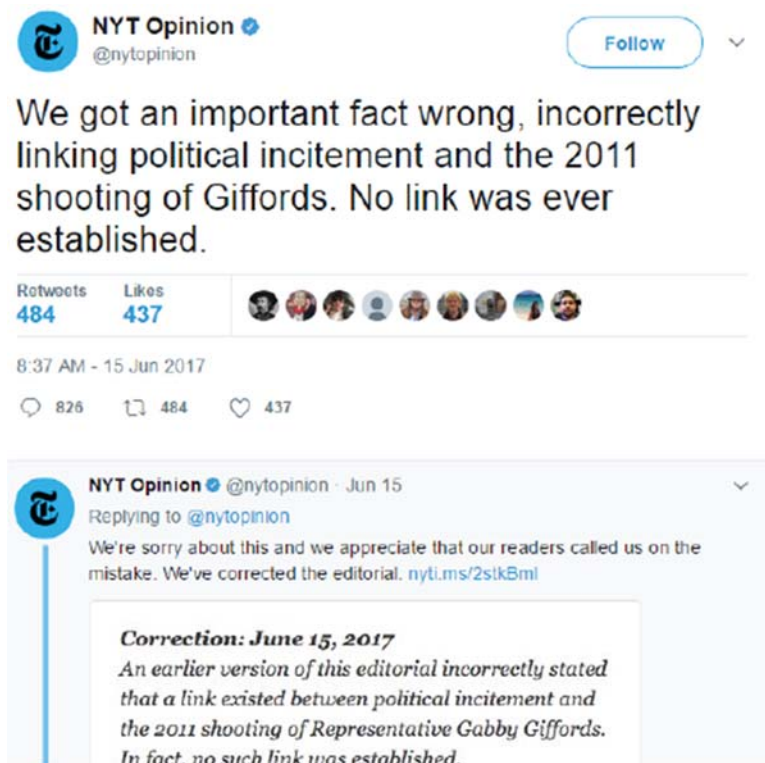 NYT Opinion
@nytopinion
Follow
We got an important fact wrong, incorrectly
linking political incitement and the 2011
shooting of Giffords. No link was ever
established.
Retweets Likes
484 437
8:37 AM - 15 Jun 2017
826 484 437
NYT Opinion @nytopinion · Jun 15
Replying to @nytopinion
We're sorry about this and we appreciate that our readers called us on the
mistake. We've corrected the editorial. nyti.ms/2stkBml
Correction: June 15, 2017
An earlier version of this editorial incorrectly stated
that a link existed between political incitement and
the 2011 shooting of Representative Gabby Giffords.
In fact, no such link was established.